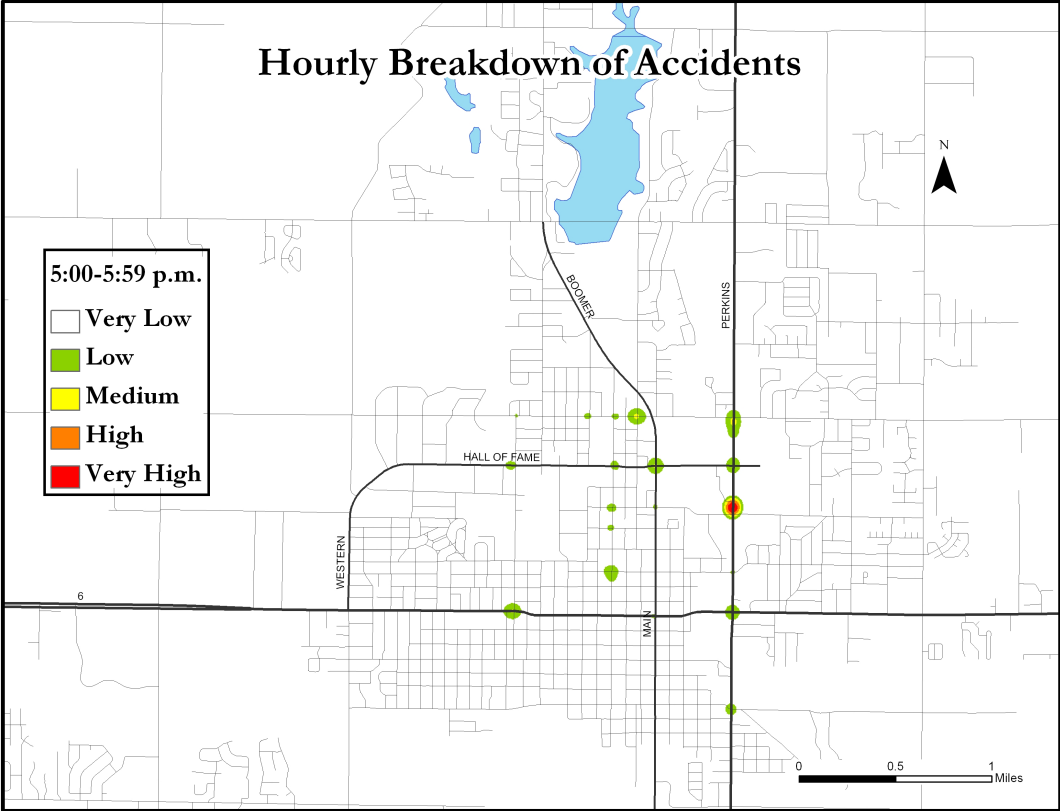 Hourly Breakdown of Accidents
N
5:00-5:59 p.m.
Very Low
Low
Medium
High
Very High
BOOMER
PERKINS
HALL OF FAME
WESTERN
6
MAIN
0 0.5 1
Miles